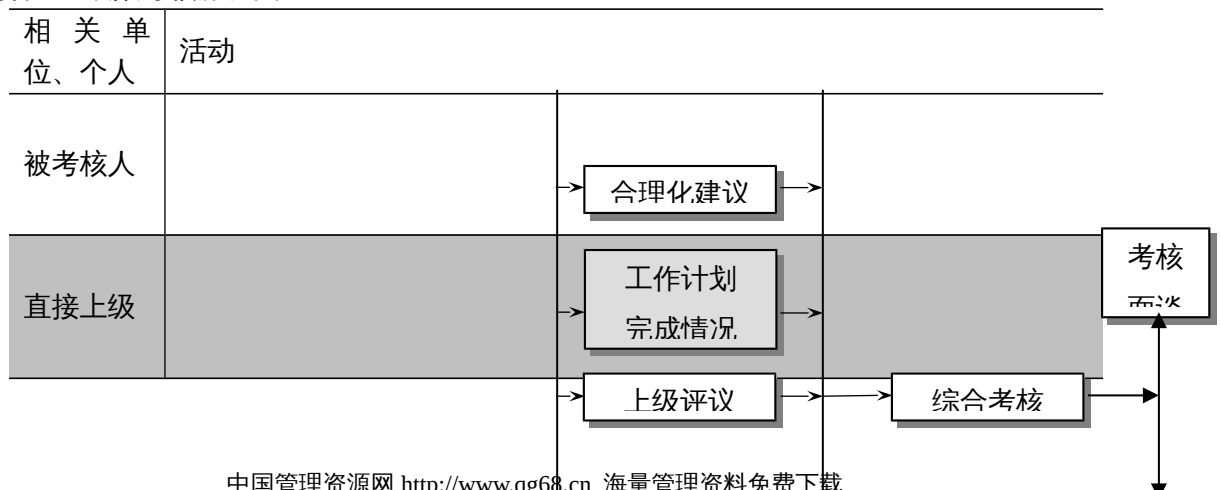 相关单
位、个人
活动
被考核人
合理化建议
考核
面谈
工作计划
完成情况
直接上级
上级评议
综合考核
中国管理资源网 http://www.qg68.cn 海量管理资料免费下载